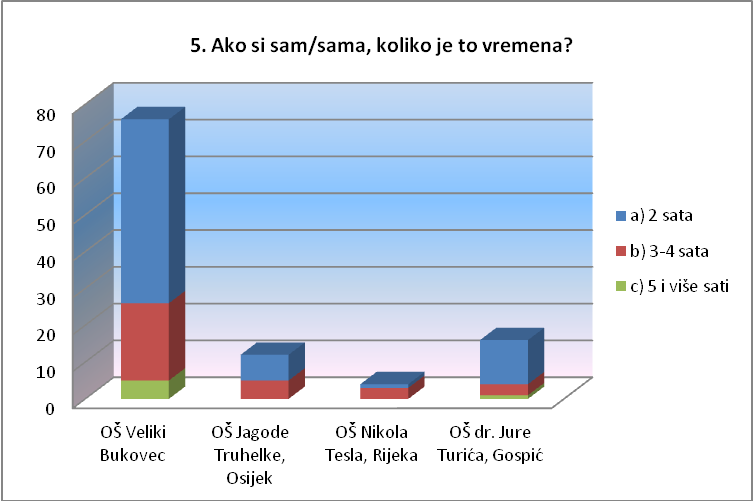 5. Ako si sam/sama, koliko je to vremena?
80
70
60
50
40
30
20
10
0
a) 2 sata
b) 3-4 sata
c) 5 i više sati
OŠ Veliki
Bukovec
OŠ Jagode
Truhelke,
Osijek
OŠ Nikola
Tesla, Rijeka
OŠ dr. Jure
Turića, Gospić